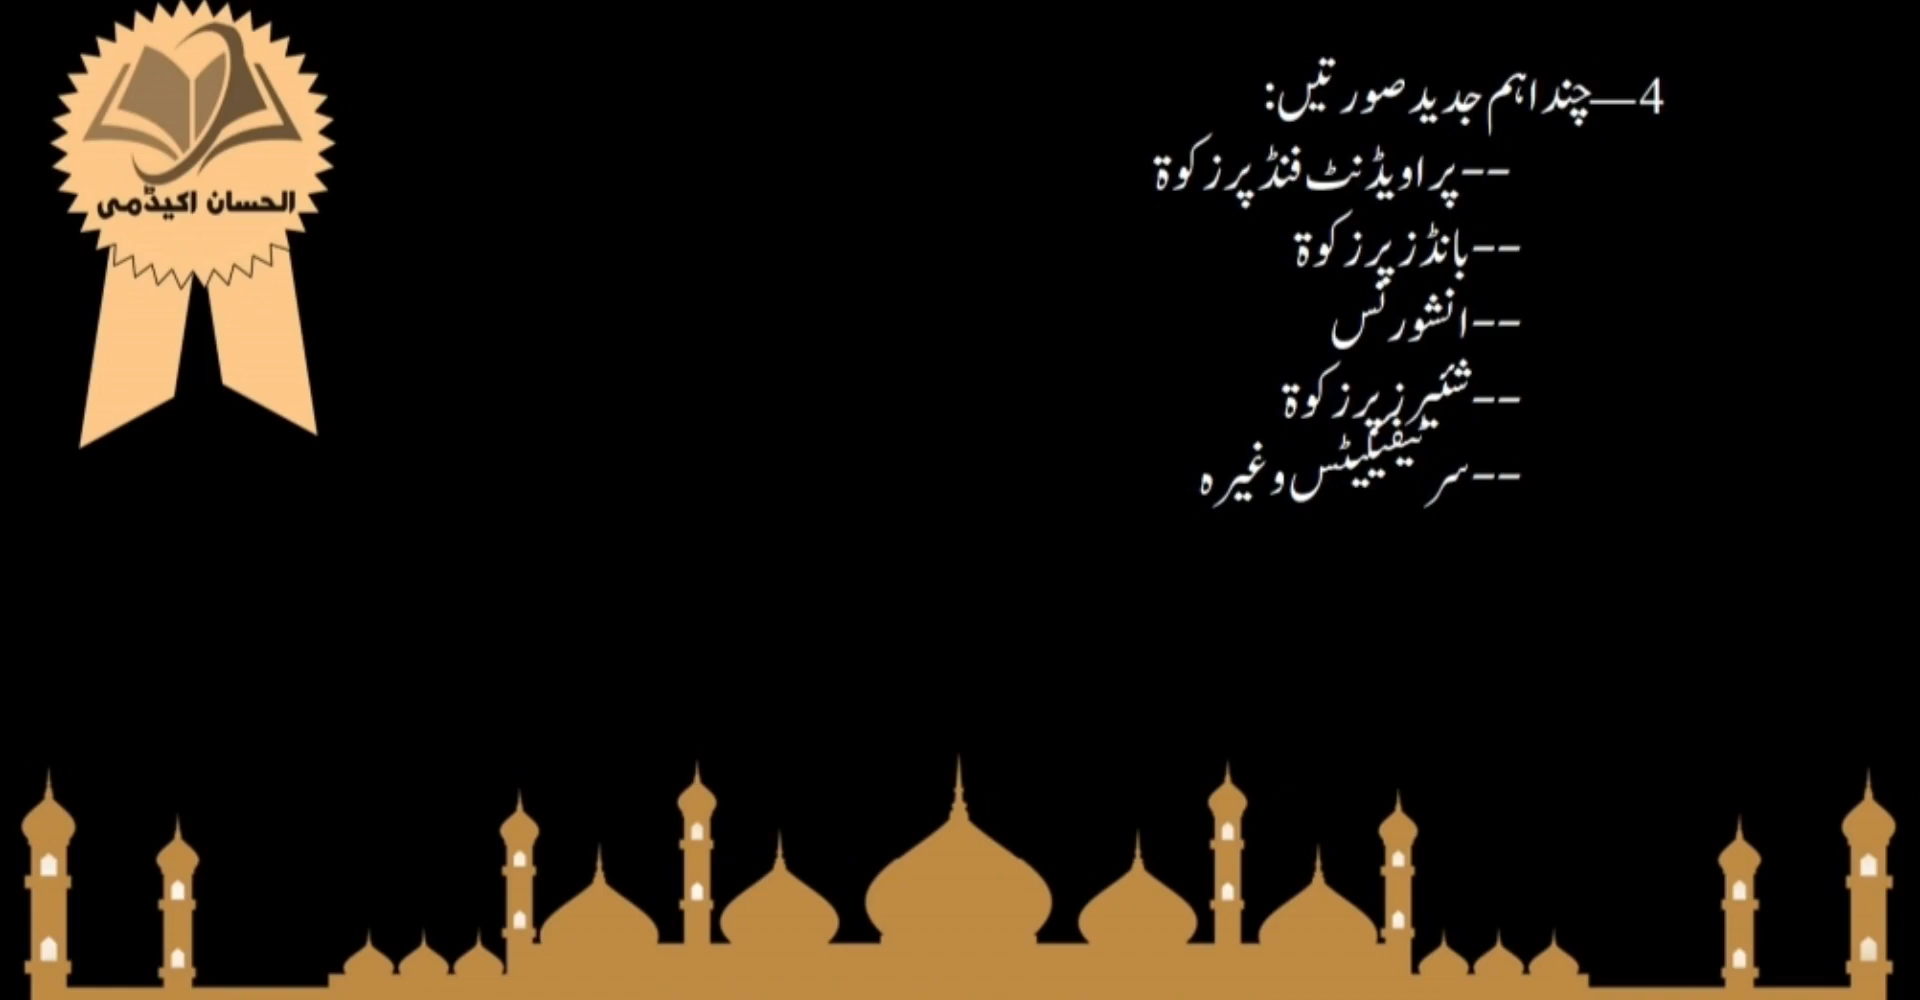 الحسان اکیڈمی
4—چند اہم جدید صورتیں:
--پراویڈنٹ فنڈ پر زکوۃ
--بانڈز پر زکوۃ
--انشورنس
--شئیرز پر زکوۃ
--سرٹیفیکیٹس وغیرہ